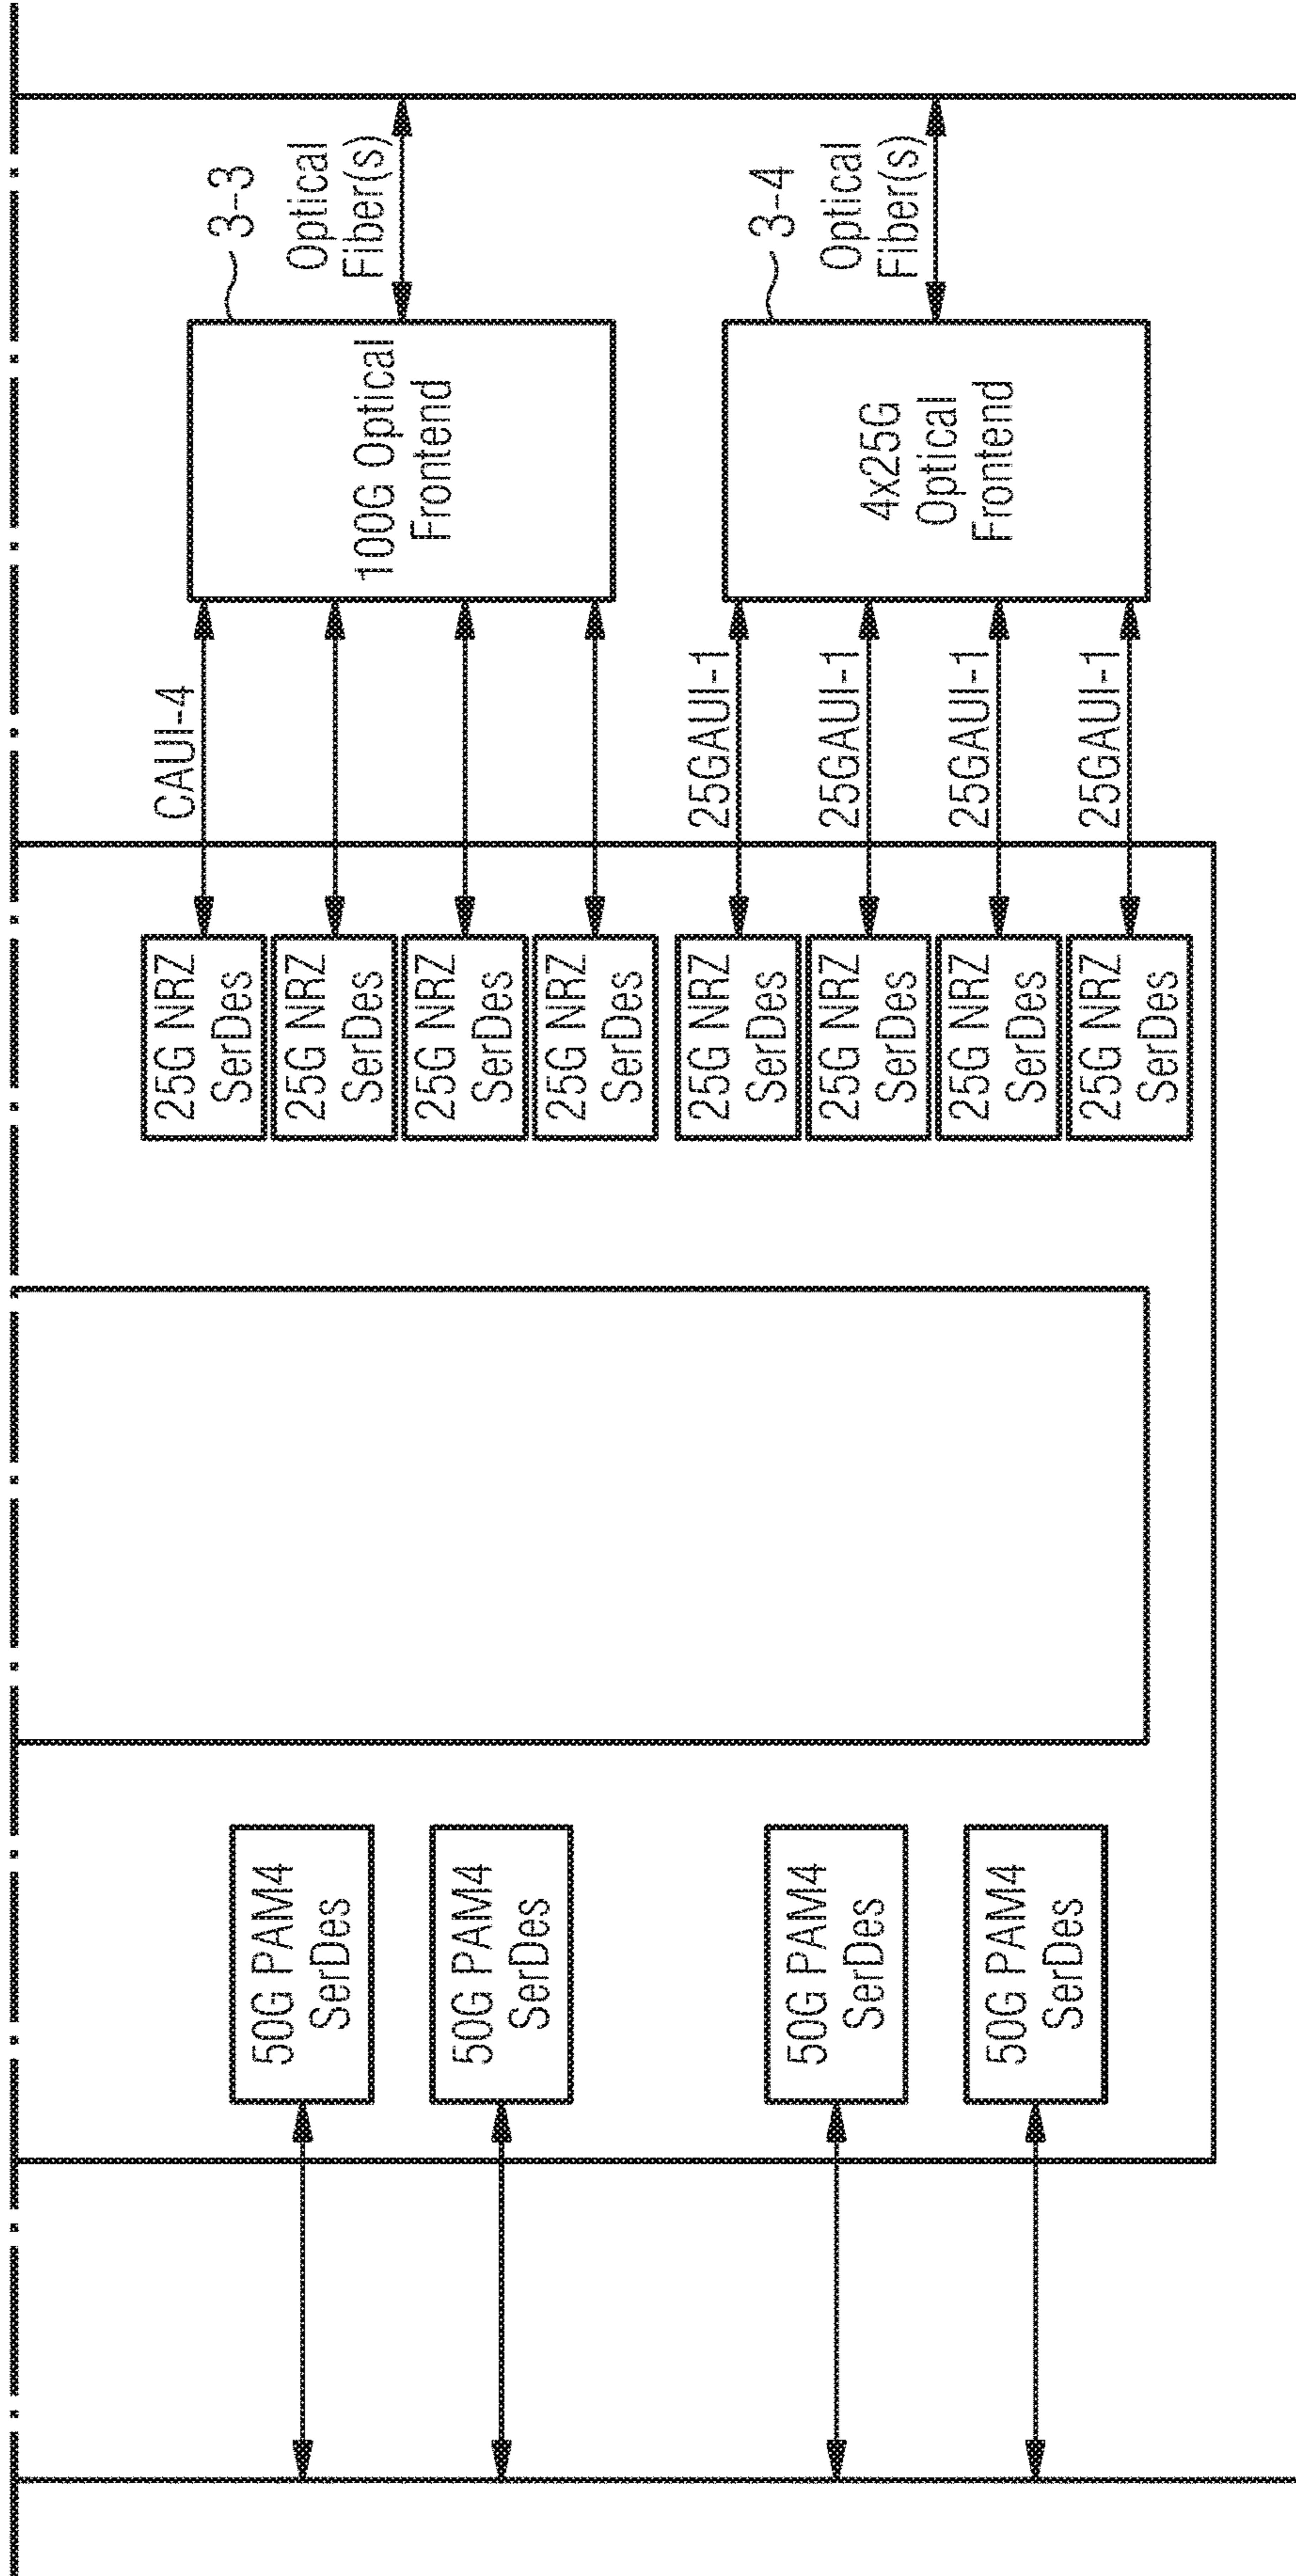 50G PAM4
SerDes
50G PAM4
SerDes
25G NRZ
SerDes
25G NRZ
SerDes
25G NRZ
SerDes
25G NRZ
SerDes
CAUI-4
100G Optical
Frontend
3-3
Optical
Fiber(s)
50G PAM4
SerDes
50G PAM4
SerDes
25G NRZ
SerDes
25G NRZ
SerDes
25G NRZ
SerDes
25G NRZ
SerDes
25GAUI-1
25GAUI-1
25GAUI-1
25GAUI-1
4x25G
Optical
Frontend
3-4
Optical
Fiber(s)